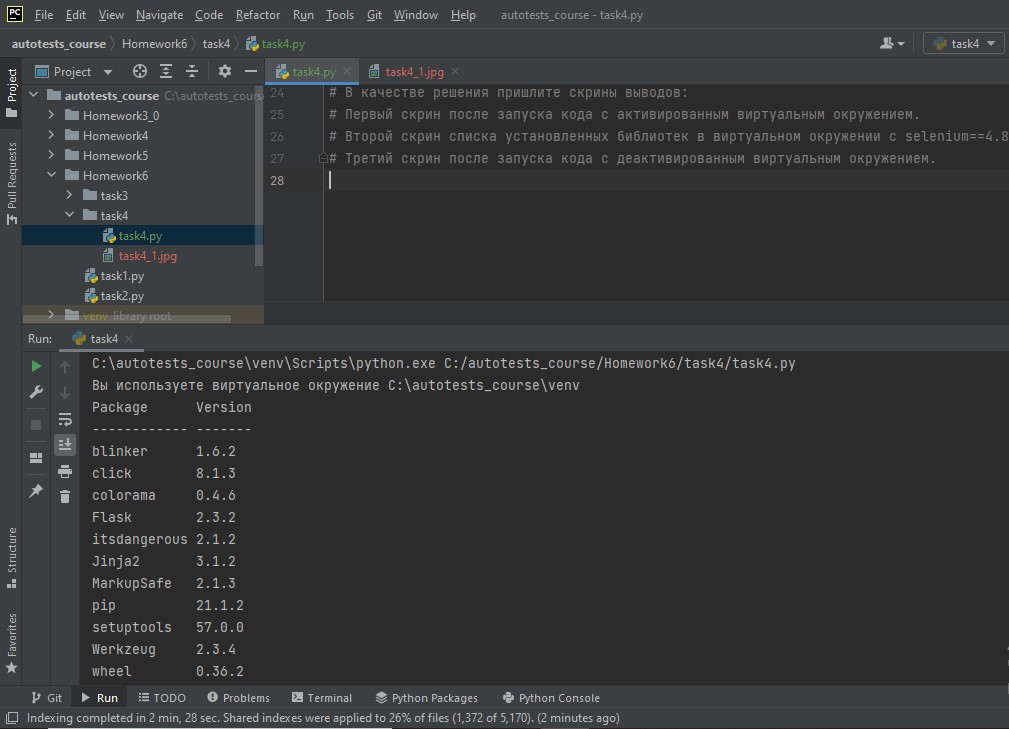 PC File Edit View Navigate Code Refactor Run Tools Git Window Help autotests_course - task4.py
autotests_course Homework6 task4 task4.py task4
Project
task4.py task4_1.jpg
Project
Pull Requests
Structure
Favorites
autotests_course C:\autotests_cours
Homework3_0
Homework4
Homework5
Homework6
task3
task4
task4.py
task4_1.jpg
task1.py
task2.py
venv library root
24 # В качестве решения пришлите скрины выводов:
25 # Первый скрин после запуска кода с активированным виртуальным окружением.
26 # Второй скрин списка установленных библиотек в виртуальном окружении с selenium==4.8
27 # Третий скрин после запуска кода с деактивированным виртуальным окружением.
28
Run: task4
C:\autotests_course\venv\Scripts\python.exe C:/autotests_course/Homework6/task4/task4.py
Вы используете виртуальное окружение C:\autotests_course\venv
Package Version
------------ -------
blinker 1.6.2
click 8.1.3
colorama 0.4.6
Flask 2.3.2
itsdangerous 2.1.2
Jinja2 3.1.2
MarkupSafe 2.1.3
pip 21.1.2
setuptools 57.0.0
Werkzeug 2.3.4
wheel 0.36.2
Git Run TODO Problems Terminal Python Packages Python Console
Indexing completed in 2 min, 28 sec. Shared indexes were applied to 26% of files (1,372 of 5,170). (2 minutes ago)